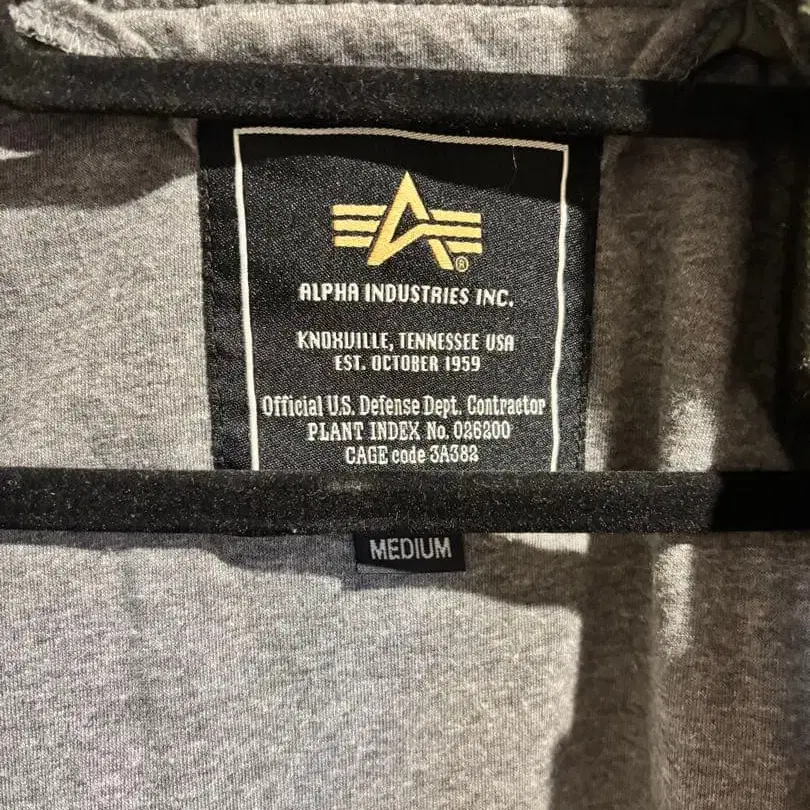 ®
ALPHA INDUSTRIES INC.
KNOXVILLE, TENNESSEE USA
EST. OCTOBER 1959
Official U.S. Defense Dept. Contractor
PLANT INDEX No. 026200
CAGE code 3A382
MEDIUM